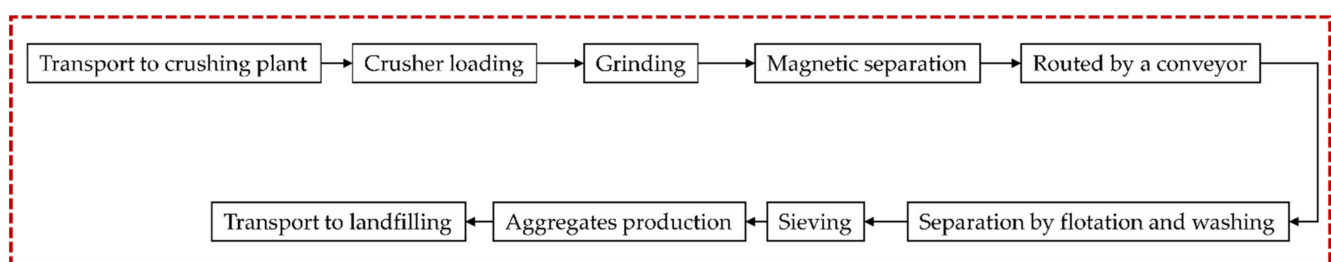 Transport to crushing plant
Crusher loading
Grinding
Magnetic separation
Routed by a conveyor
Separation by flotation and washing
Sieving
Aggregates production
Transport to landfilling